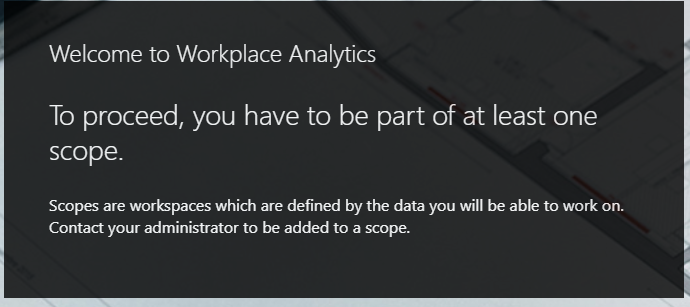 Welcome to Workplace Analytics
To proceed, you have to be part of at least one
scope.
Scopes are workspaces which are defined by the data you will be able to work on.
Contact your administrator to be added to a scope.